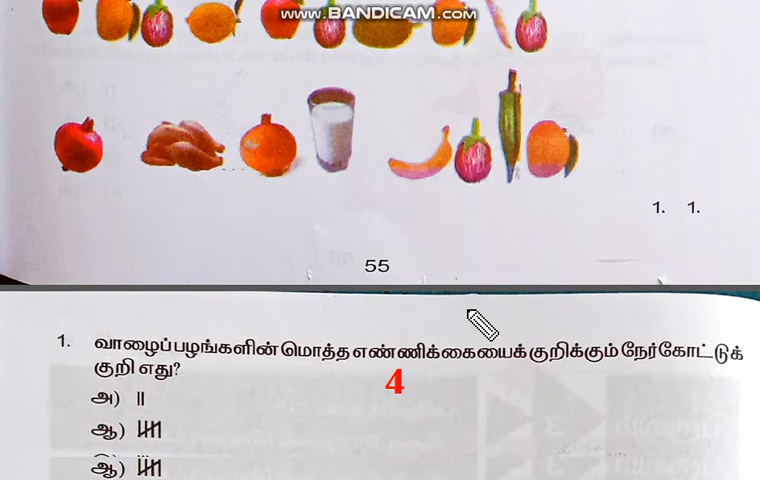 WWW.BANDICAM.COM
1. 1.
55
1. வாழைப்பழங்களின் மொத்த எண்ணிக்கையைக் குறிக்கும் நேர்கோட்டுக்
குறி எது?
4
அ) ||
ஆ)
ஆ)